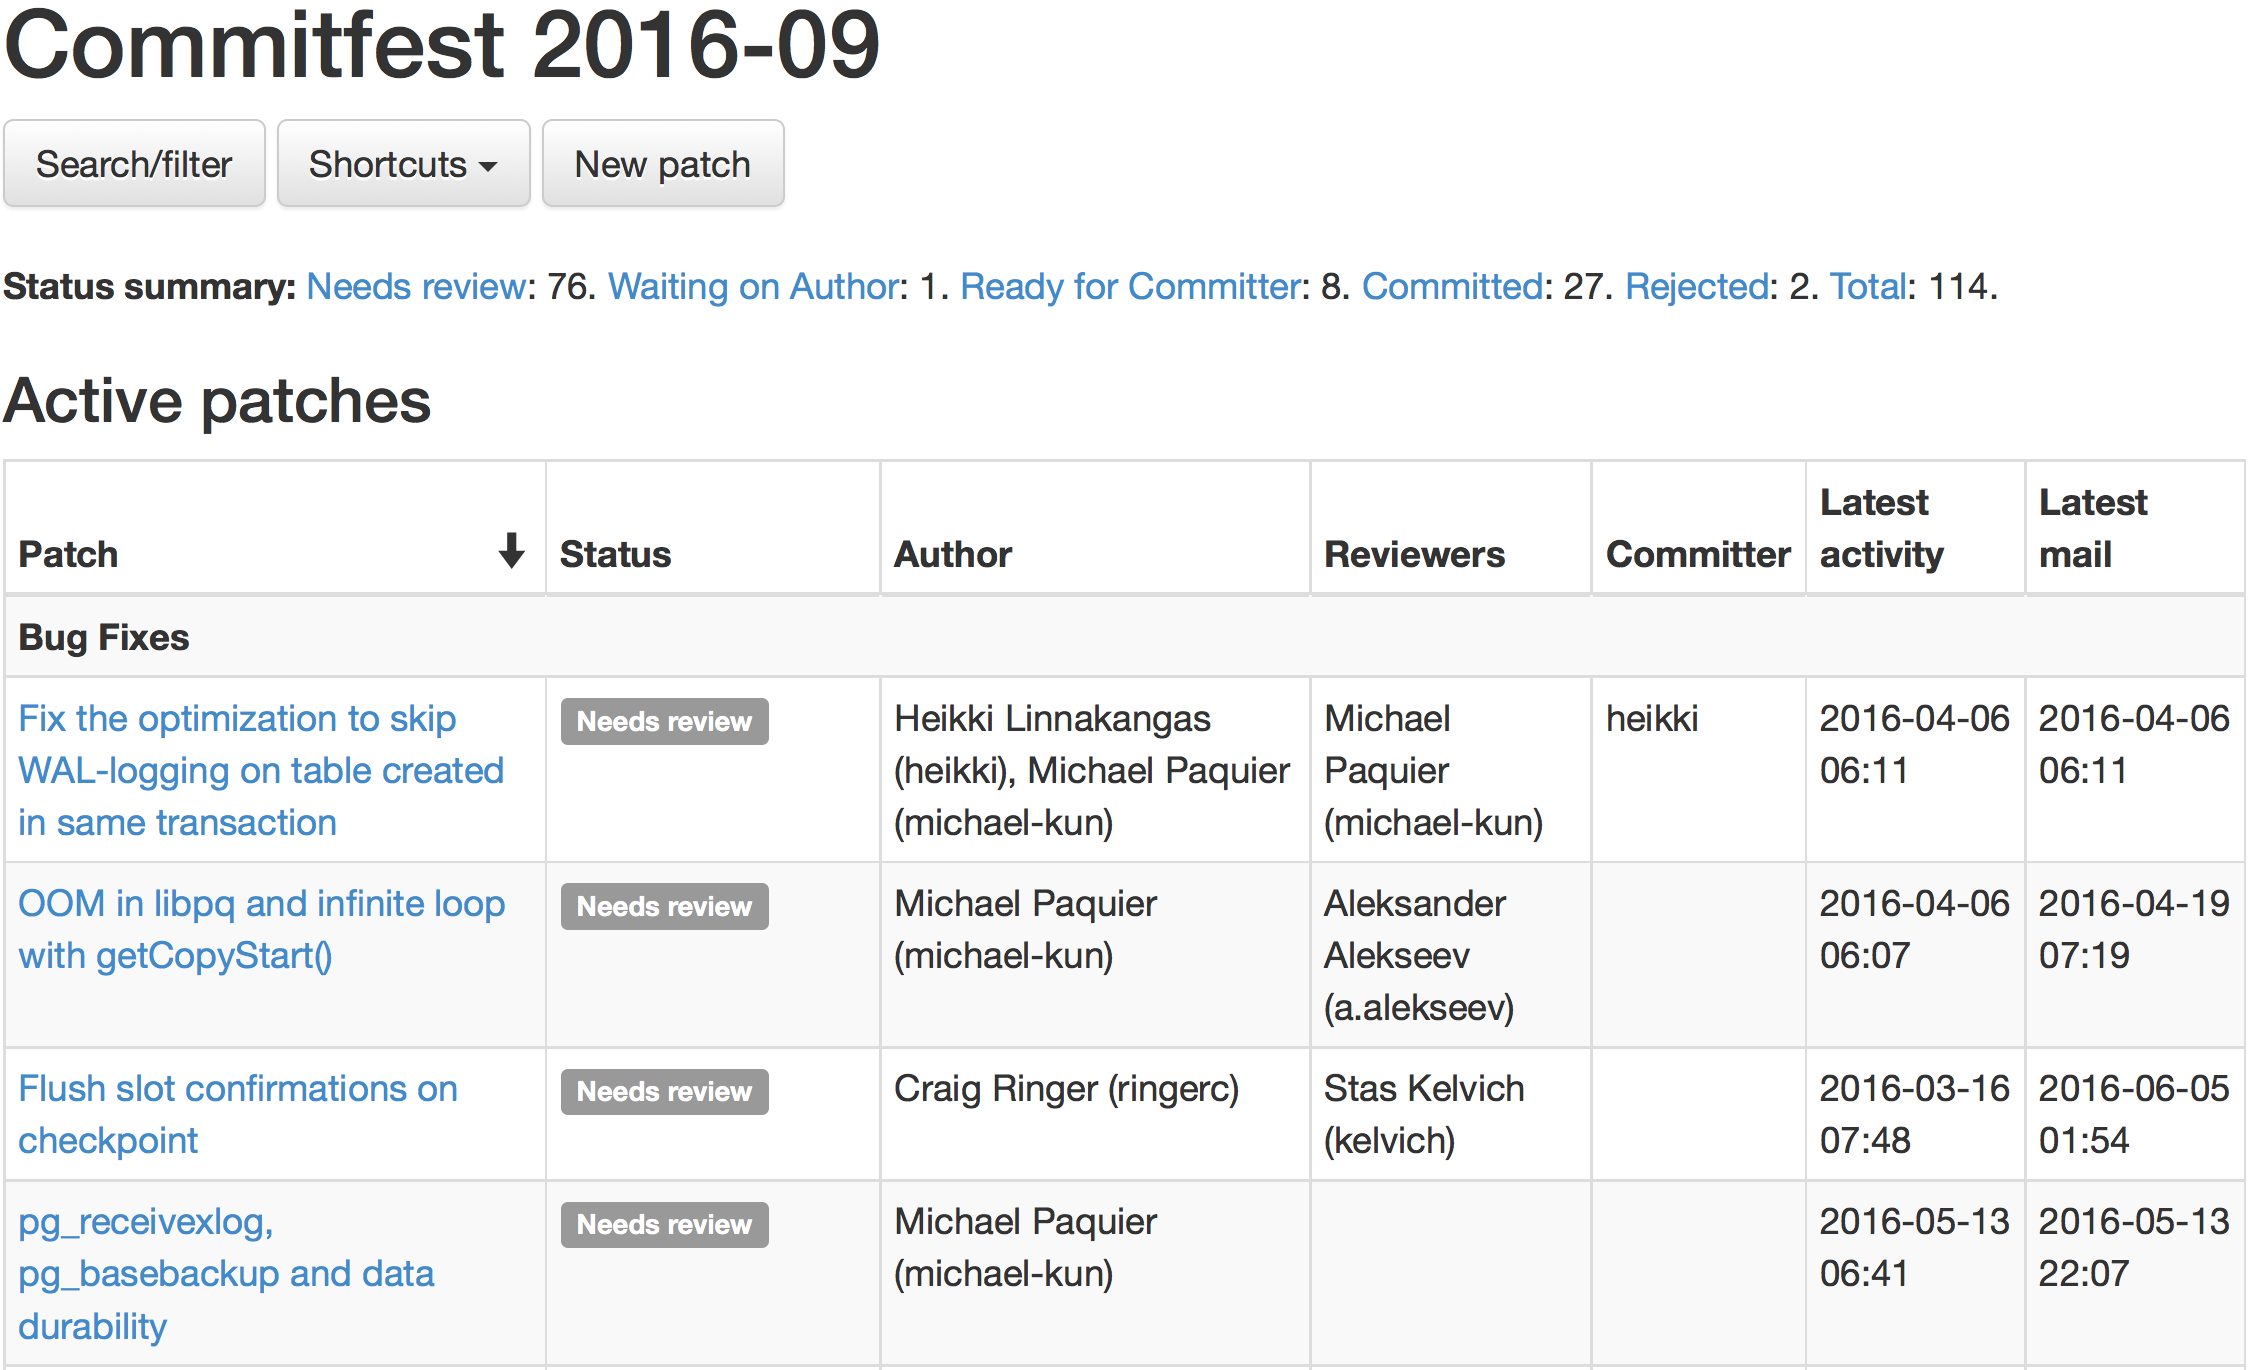 Commitfest 2016-09
Search/filter Shortcuts New patch
Status summary: Needs review: 76. Waiting on Author: 1. Ready for Committer: 8. Committed: 27. Rejected: 2. Total: 114.
Active patches
Patch Status Author Reviewers Committer Latest activity Latest mail
Bug Fixes
Fix the optimization to skip
WAL-logging on table created
in same transaction
Needs review
Heikki Linnakangas
(heikki), Michael Paquier
(michael-kun)
Michael
Paquier
(michael-kun)
heikki
2016-04-06
06:11
2016-04-06
06:11
OOM in libpq and infinite loop
with getCopyStart()
Needs review
Michael Paquier
(michael-kun)
Aleksander
Alekseev
(a.alekseev)
2016-04-06
06:07
2016-04-19
07:19
Flush slot confirmations on
checkpoint
Needs review
Craig Ringer (ringerc)
Stas Kelvich
(kelvich)
2016-03-16
07:48
2016-06-05
01:54
pg_receivexlog,
pg_basebackup and data
durability
Needs review
Michael Paquier
(michael-kun)
2016-05-13
06:41
2016-05-13
22:07